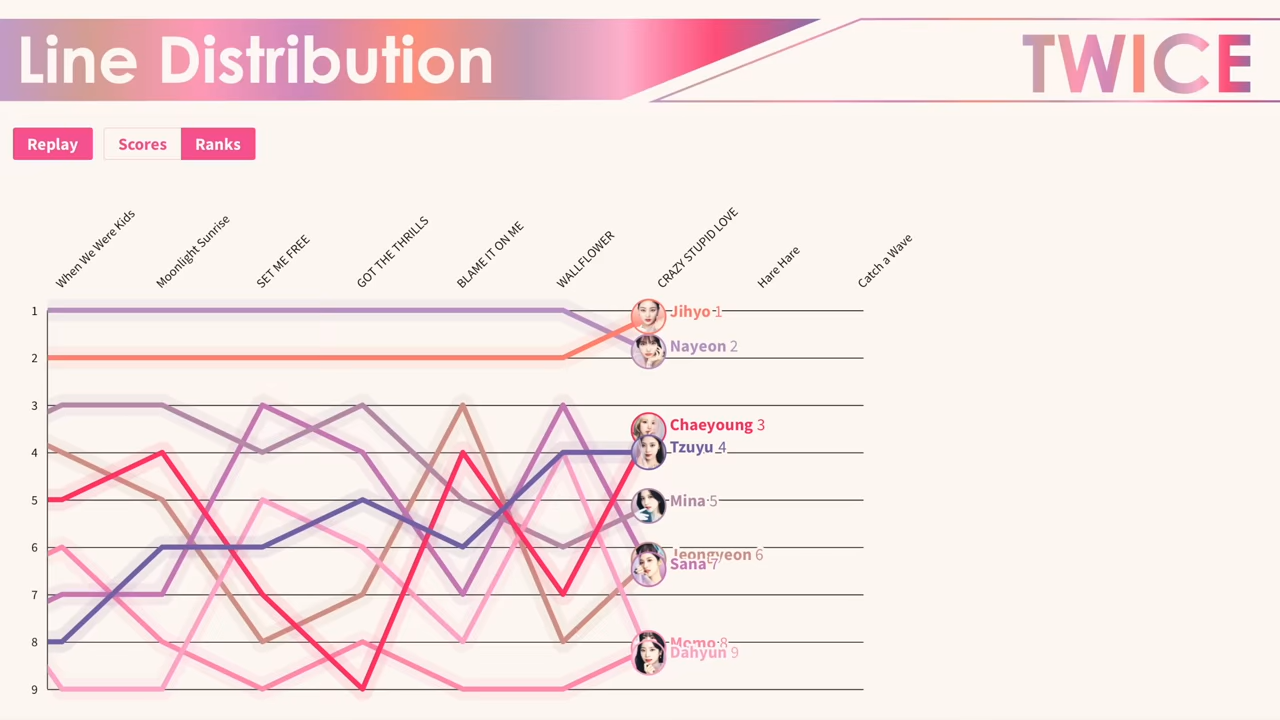 Line Distribution
TWICE
Replay
Scores
Ranks
When We Were Kids
Moonlight Sunrise
SET ME FREE
GOT THE THRILLS
BLAME IT ON ME
WALLFLOWER
CRAZY STUPID LOVE
Hare Hare
Catch a Wave
1
2
3
4
5
6
7
8
9
Jihyo 1
Nayeon 2
Chaeyoung 3
Tzuyu 4
Mina 5
Jeongyeon 6
Sana 7
Momo 8
Dahyun 9